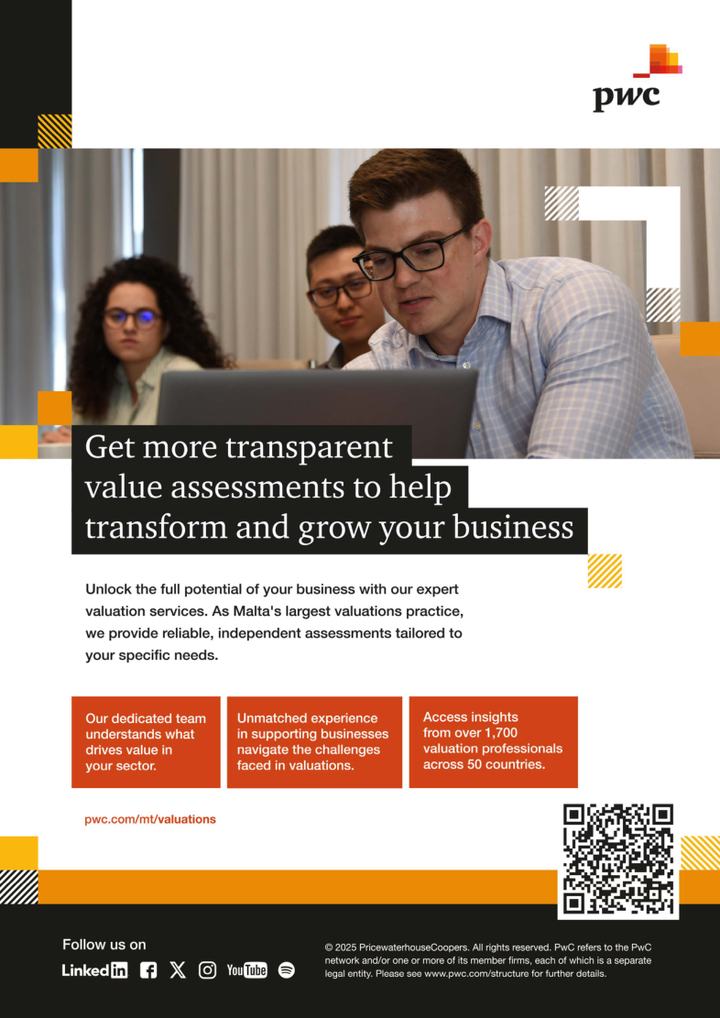 pwc
Get more transparent
value assessments to help
transform and grow your business
Unlock the full potential of your business with our expert
valuation services. As Malta's largest valuations practice,
we provide reliable, independent assessments tailored to
your specific needs.
Our dedicated team
understands what
drives value in
your sector.
Unmatched experience
in supporting businesses
navigate the challenges
faced in valuations.
Access insights
from over 1,700
valuation professionals
across 50 countries.
pwc.com/mt/valuations
Follow us on
Linked in
YouTube
© 2025 PricewaterhouseCoopers. All rights reserved. PwC refers to the PwC
network and/or one or more of its member firms, each of which is a separate
legal entity. Please see www.pwc.com/structure for further details.